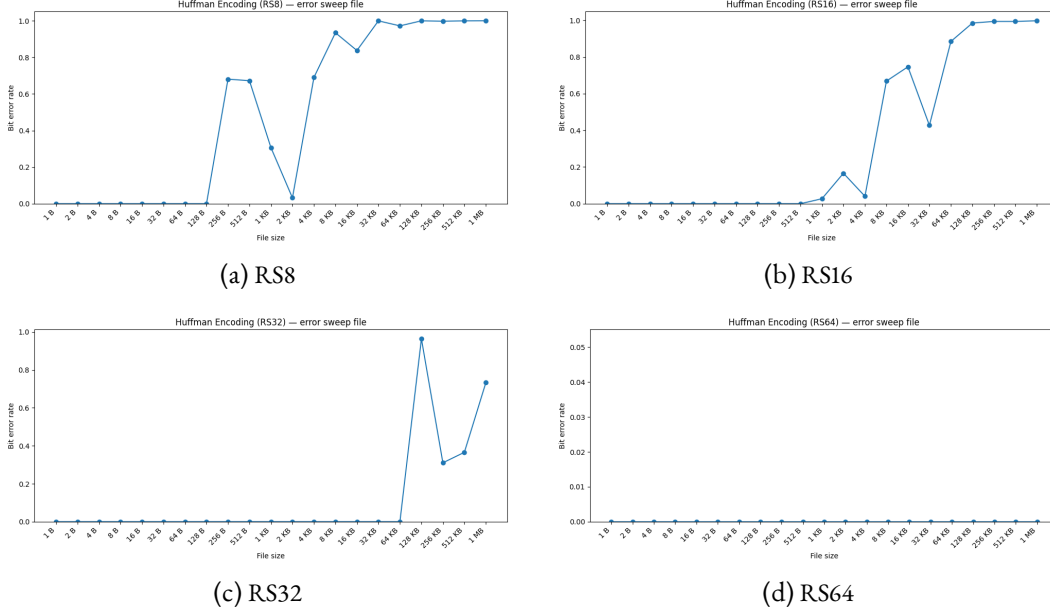 Huffman Encoding (RS8) — error sweep file
Bit error rate
1.0
0.8
0.6
0.4
0.2
0.0
1 B 2 B 4 B 8 B 16 B 32 B 64 B 128 B 256 B 512 B 1 KB 2 KB 4 KB 8 KB 16 KB 32 KB 64 KB 128 KB 256 KB 512 KB 1 MB
File size
(a) RS8
Huffman Encoding (RS16) — error sweep file
Bit error rate
1.0
0.8
0.6
0.4
0.2
0.0
1 B 2 B 4 B 8 B 16 B 32 B 64 B 128 B 256 B 512 B 1 KB 2 KB 4 KB 8 KB 16 KB 32 KB 64 KB 128 KB 256 KB 512 KB 1 MB
File size
(b) RS16
Huffman Encoding (RS32) — error sweep file
Bit error rate
1.0
0.8
0.6
0.4
0.2
0.0
1 B 2 B 4 B 8 B 16 B 32 B 64 B 128 B 256 B 512 B 1 KB 2 KB 4 KB 8 KB 16 KB 32 KB 64 KB 128 KB 256 KB 512 KB 1 MB
File size
(c) RS32
Huffman Encoding (RS64) — error sweep file
Bit error rate
0.05
0.04
0.03
0.02
0.01
0.00
1 B 2 B 4 B 8 B 16 B 32 B 64 B 128 B 256 B 512 B 1 KB 2 KB 4 KB 8 KB 16 KB 32 KB 64 KB 128 KB 256 KB 512 KB 1 MB
File size
(d) RS64